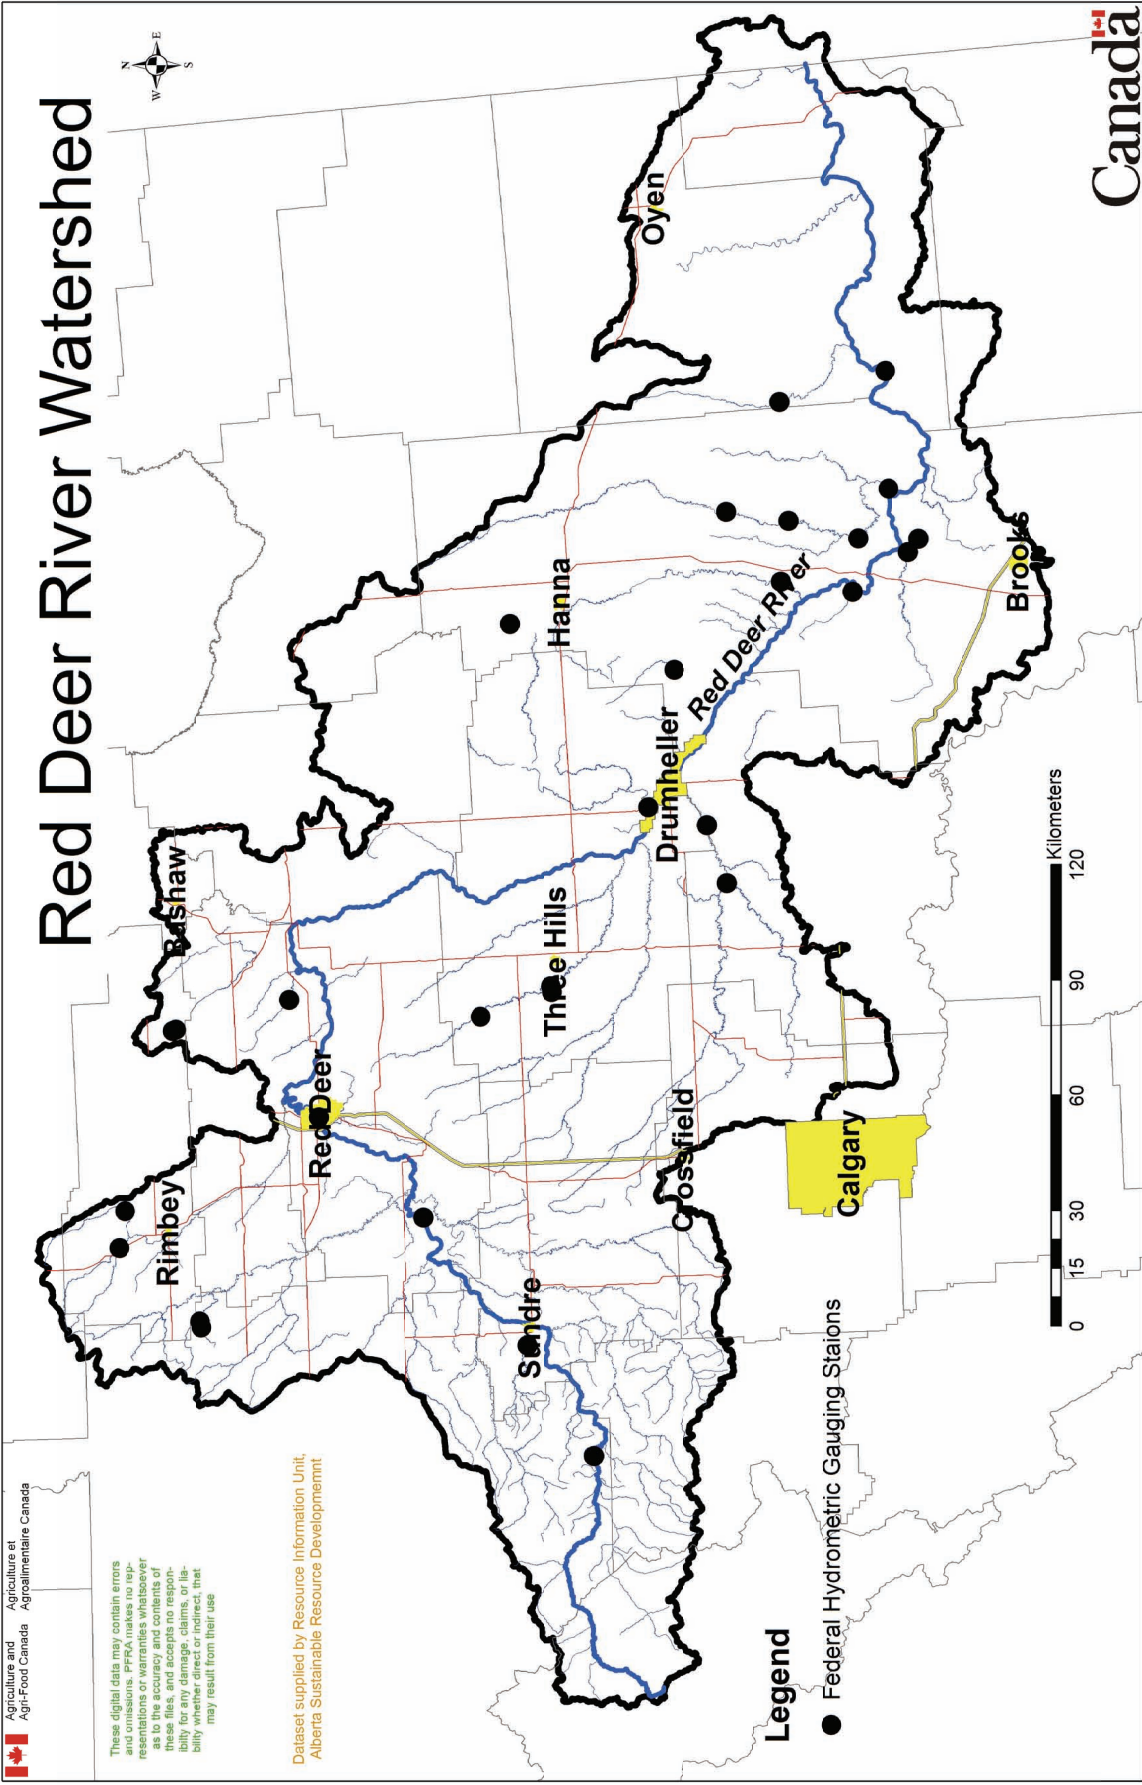 Agriculture and
Agri-Food Canada
Agriculture et
Agroalimentaire Canada
Red Deer River Watershed
These digital data may contain errors
and omissions. PFRA makes no rep-
resentations or warranties whatsoever
as to the accuracy and contents of
these files, and accepts no respon-
ibilty for any damage, claims, or lia-
bility whether direct or indirect, that
may result from their use
Dataset supplied by Resource Information Unit,
Alberta Sustainable Resource Developmemnt
N
W
E
S
Rimbey
Bashaw
Red Deer
Sundre
Three Hills
Hanna
Oyen
Crossfield
Drumheller
Red Deer River
Calgary
Brooks
Legend
Federal Hydrometric Gauging Staions
0 15 30 60 90 120
Kilometers
Canada